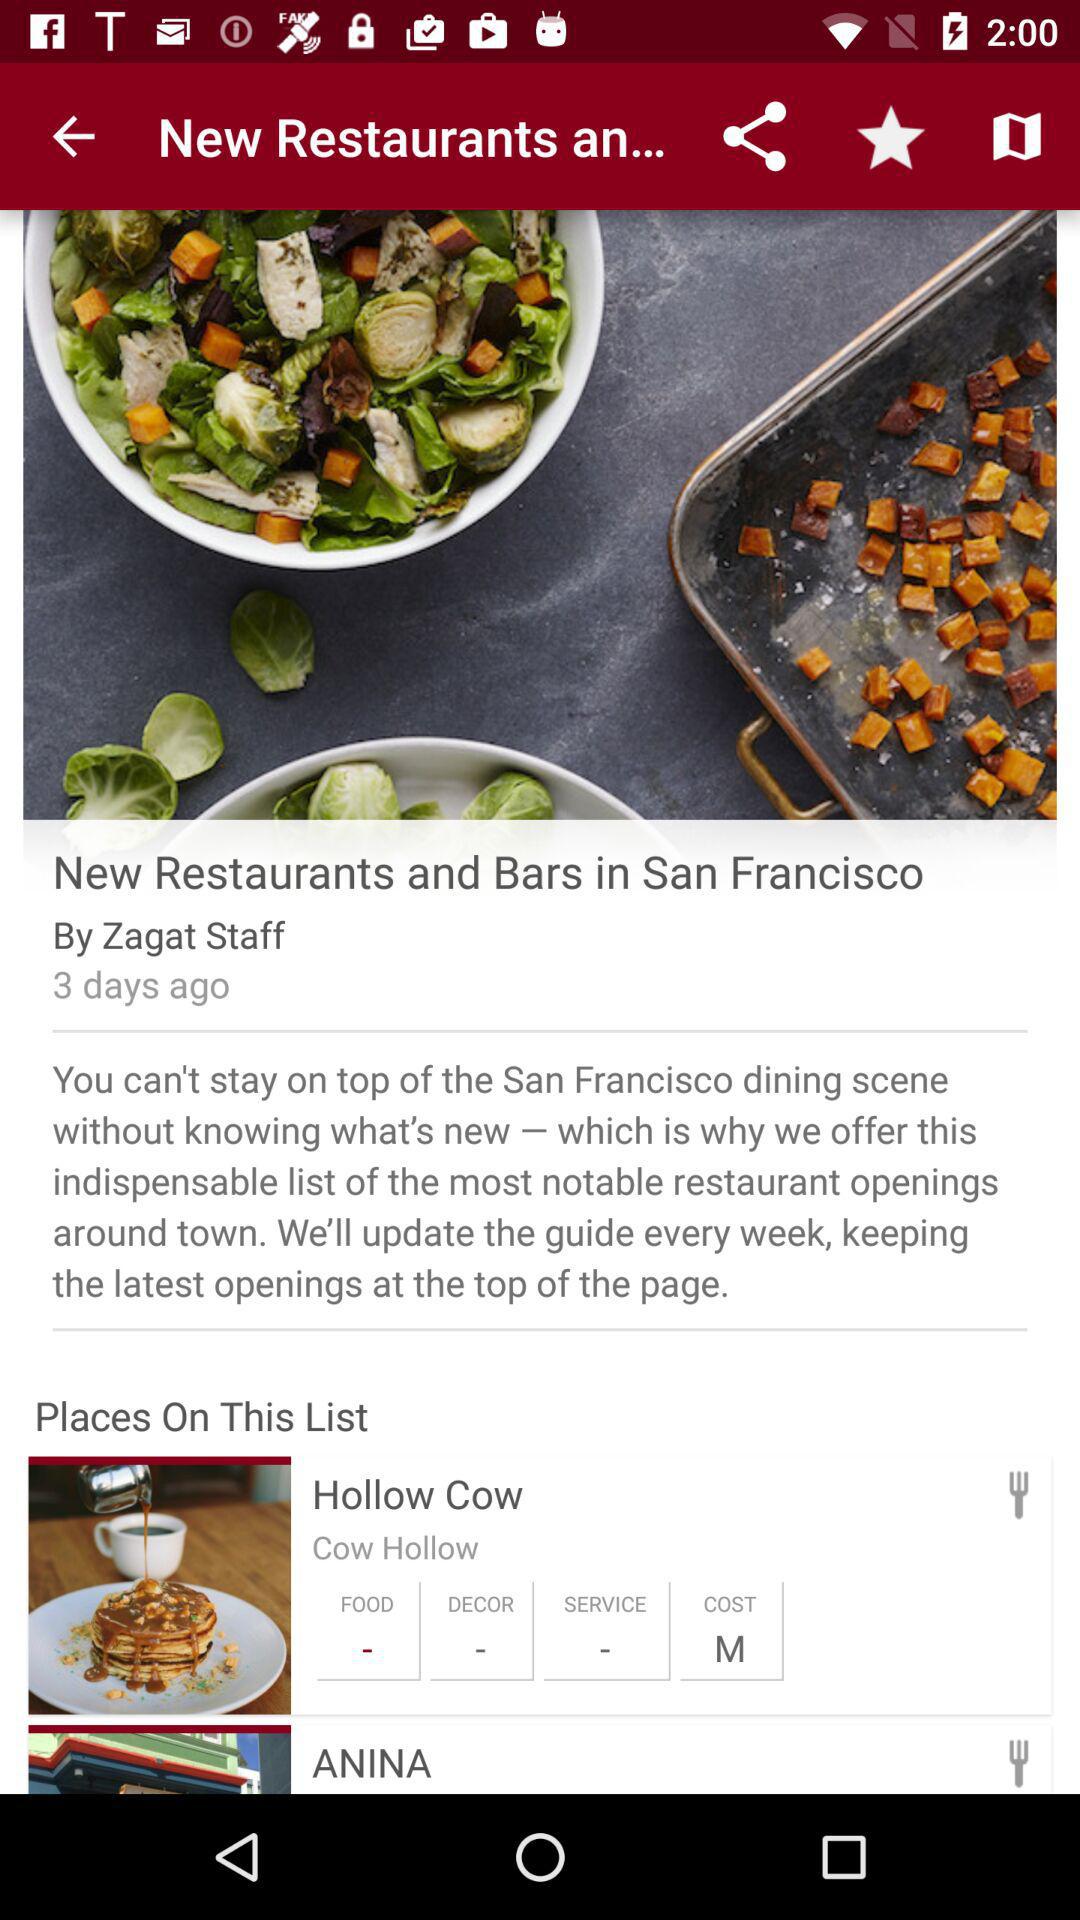 FAKE
2:00
New Restaurants an...
New Restaurants and Bars in San Francisco
By Zagat Staff
3 days ago
You can't stay on top of the San Francisco dining scene
without knowing what’s new — which is why we offer this
indispensable list of the most notable restaurant openings
around town. We’ll update the guide every week, keeping
the latest openings at the top of the page.
Places On This List
Hollow Cow
Cow Hollow
FOOD DECOR SERVICE COST
- - - M
ANINA